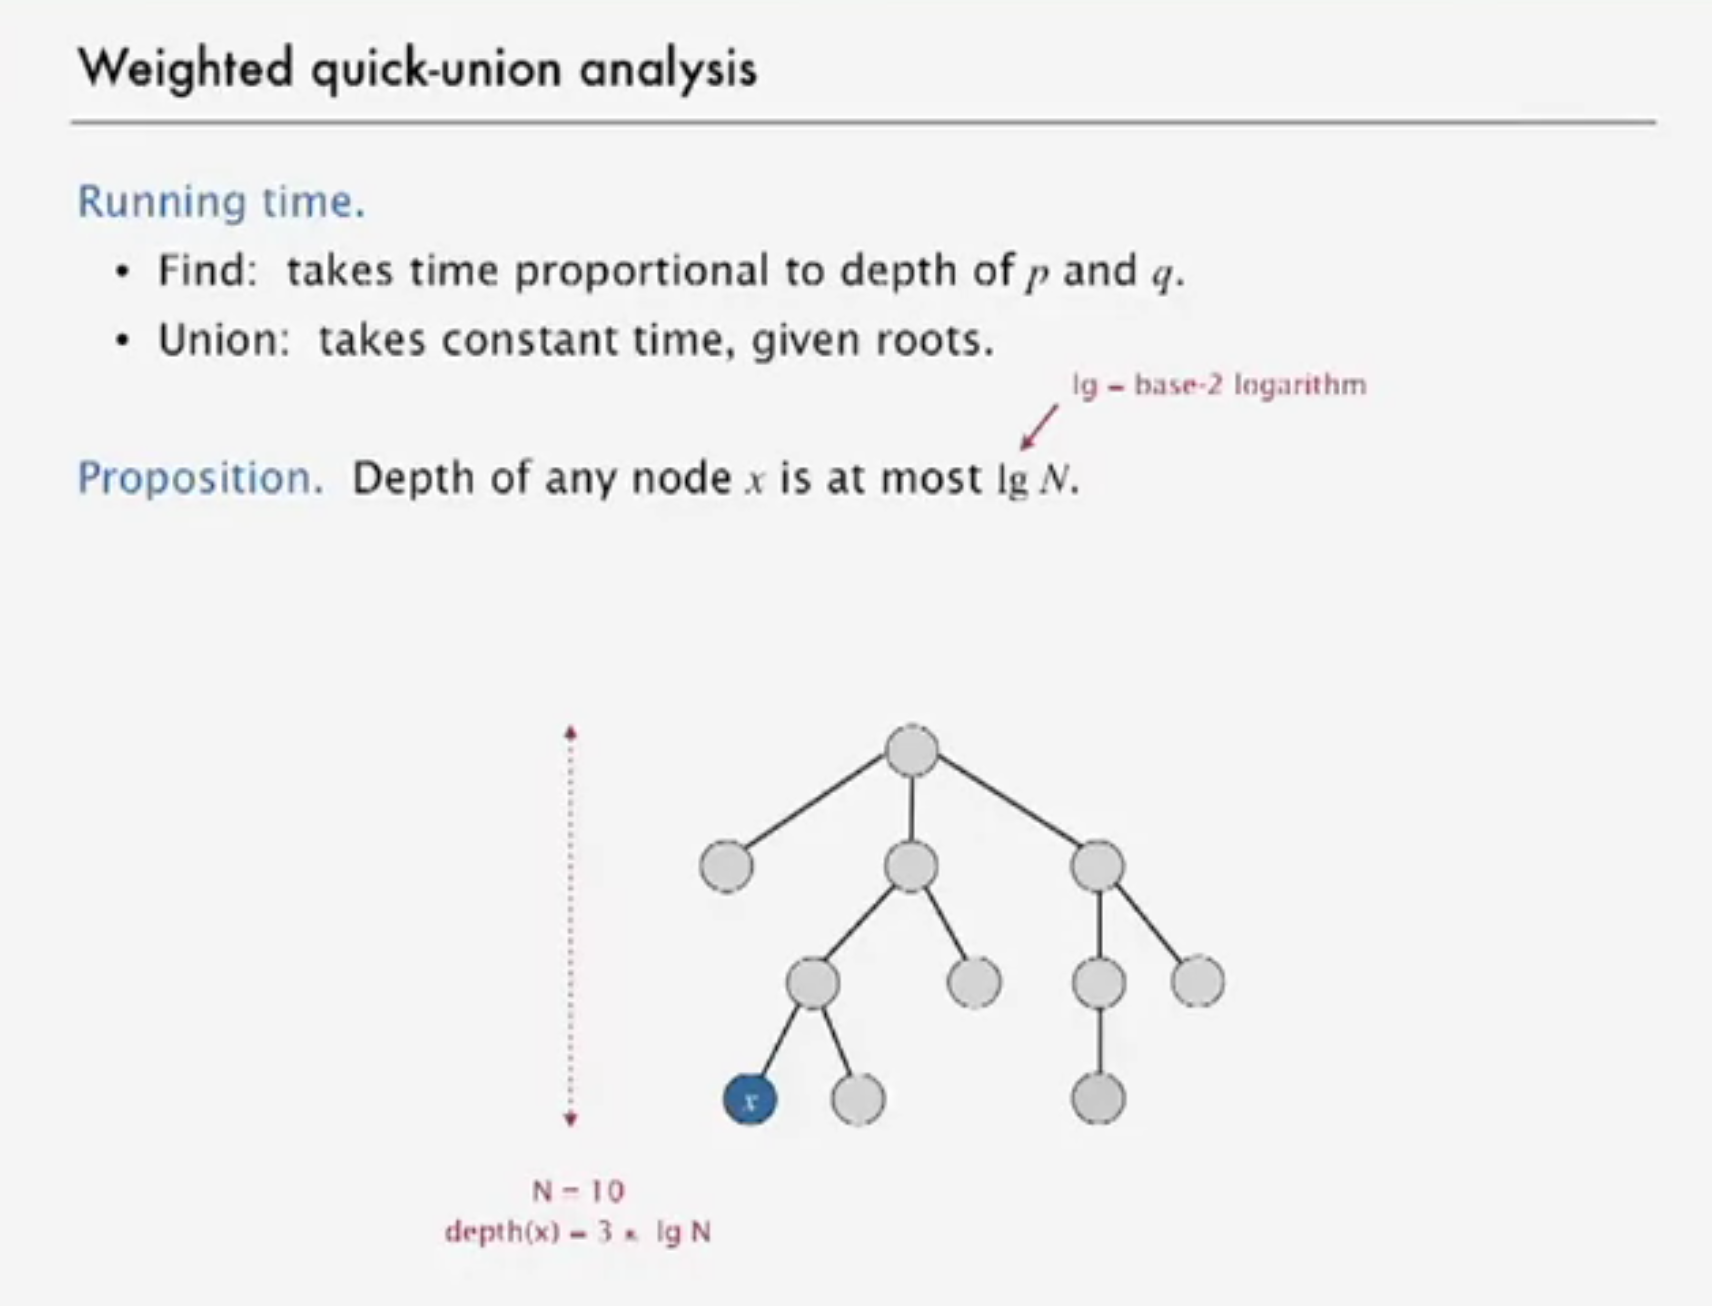 Weighted quick-union analysis
Running time.
• Find: takes time proportional to depth of p and q.
• Union: takes constant time, given roots.
lg = base-2 logarithm
Proposition. Depth of any node x is at most lg N.
x
N = 10
depth(x) = 3 ≤ lg N